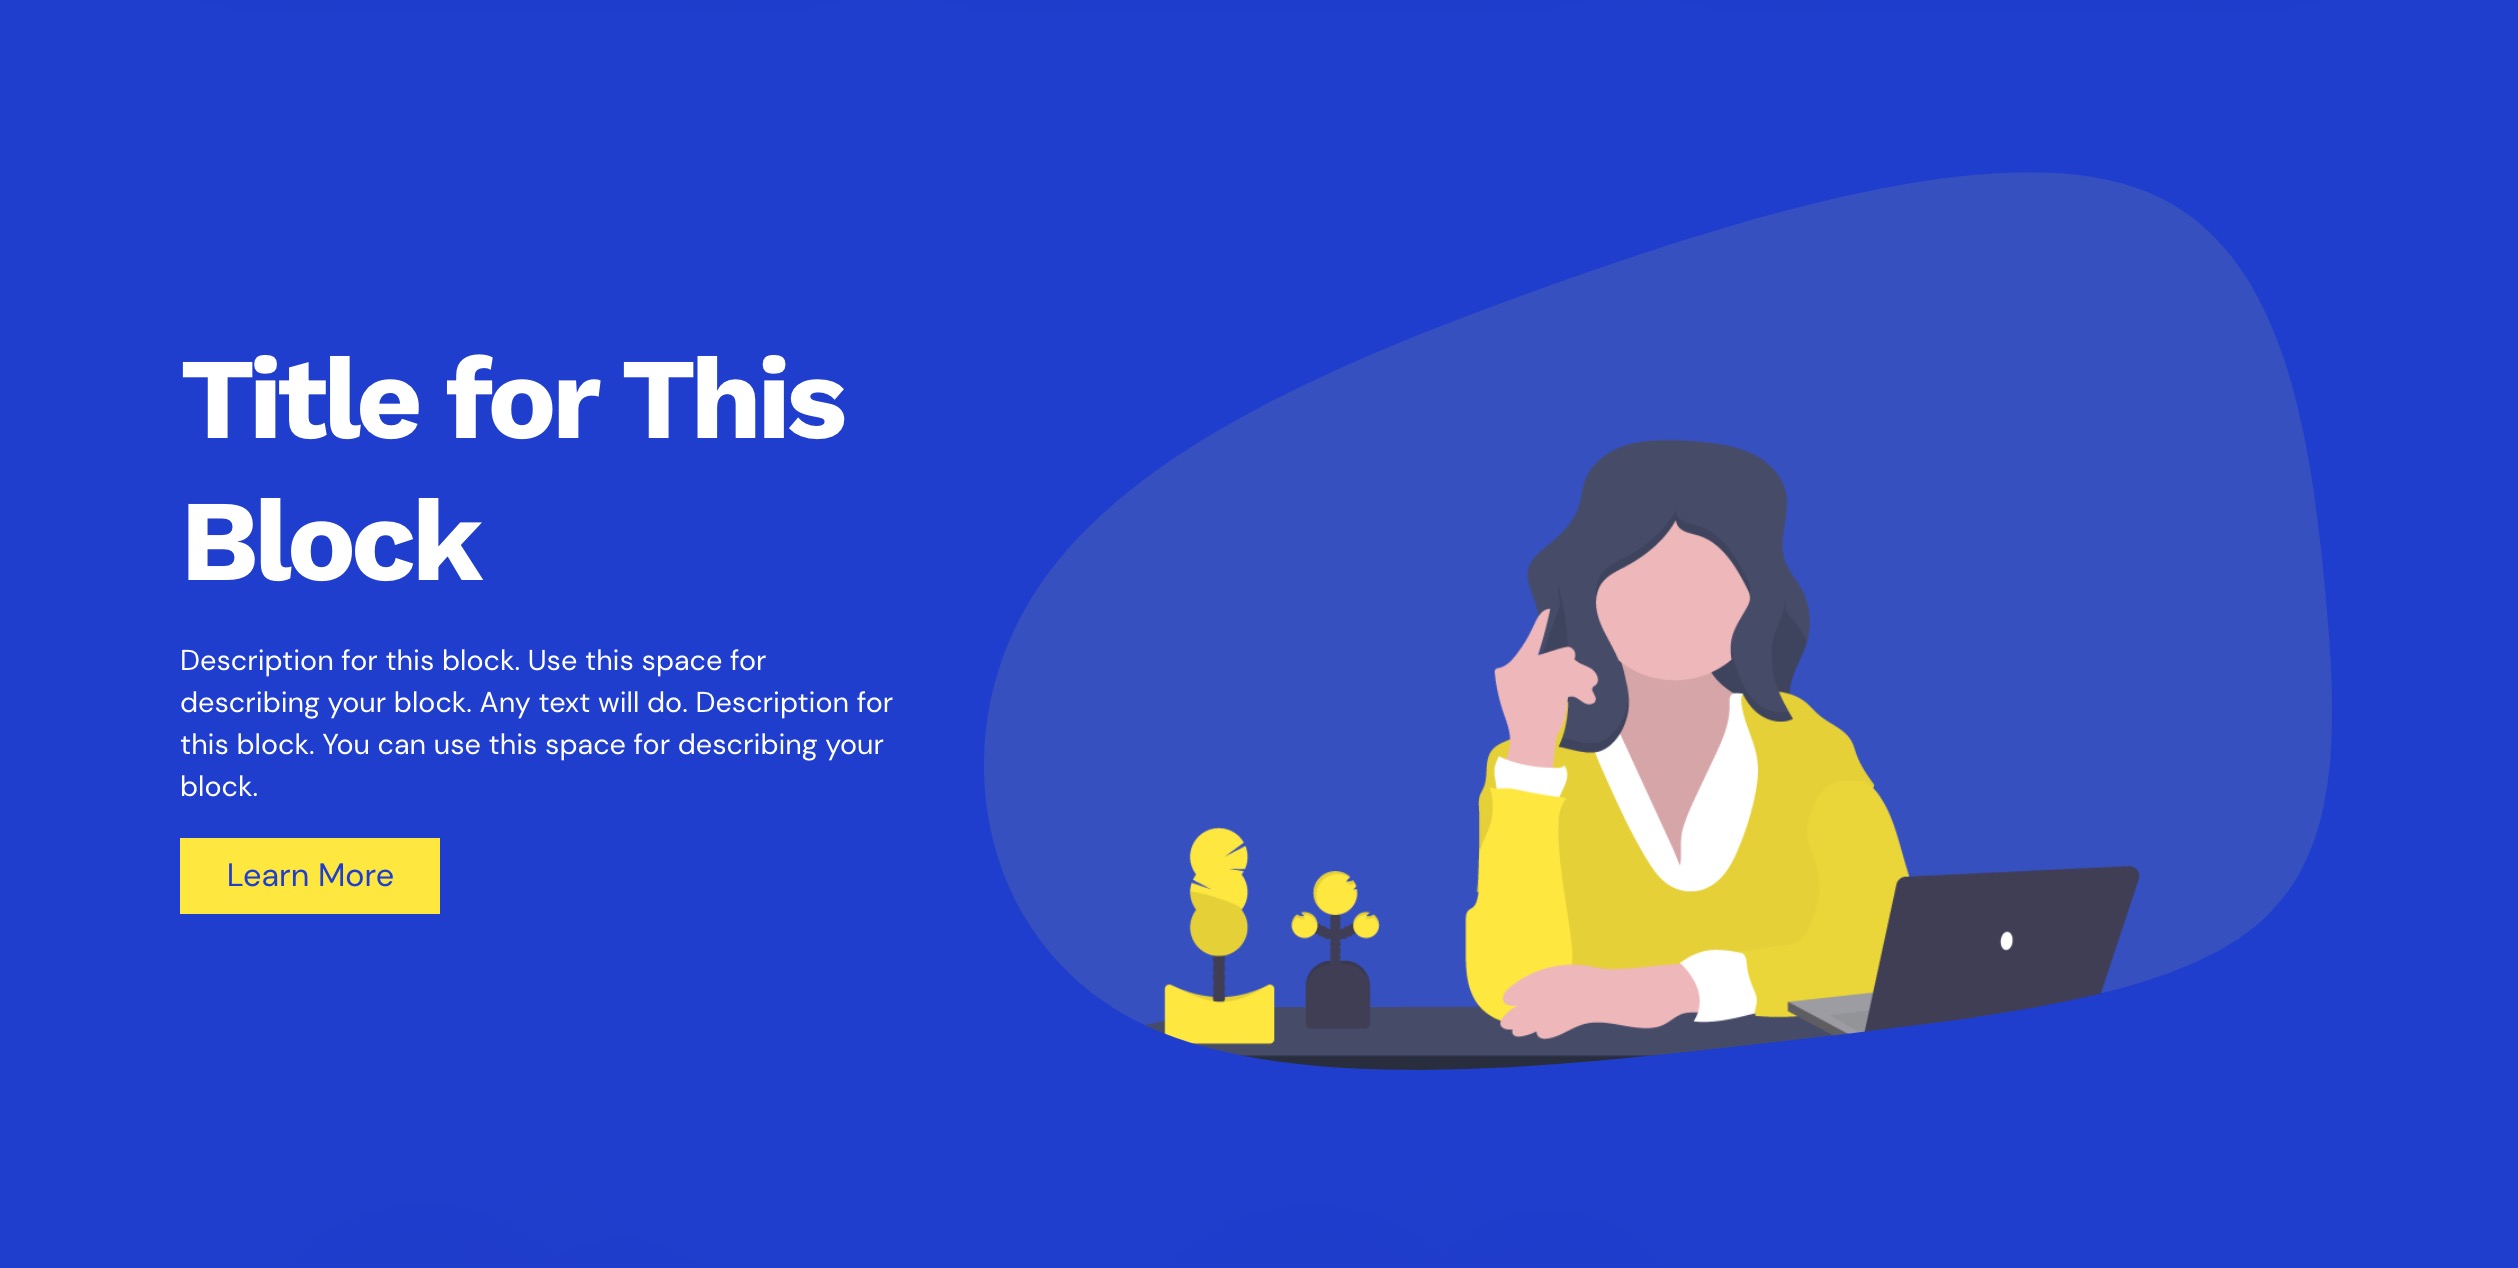 Title for This
Block
Description for this block. Use this space for
describing your block. Any text will do. Description for
this block. You can use this space for describing your
block.
Learn More